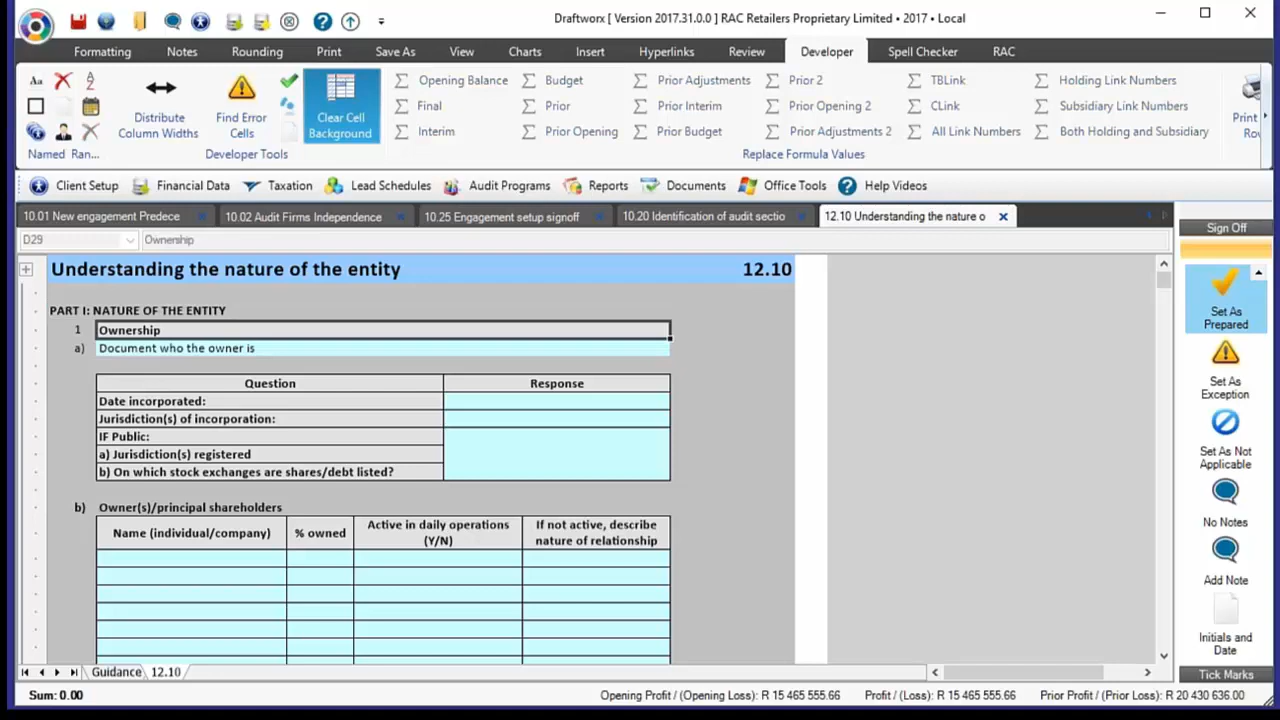 Draftworx [ Version 2017.31.0.0 ] RAC Retailers Proprietary Limited • 2017 • Local
Formatting Notes Rounding Print Save As View Charts Insert Hyperlinks Review Developer Spell Checker RAC
Distribute Column Widths
Find Error Cells
Clear Cell Background
Opening Balance Budget Prior Adjustments Prior 2 TBLink Holding Link Numbers
Final Prior Prior Interim Prior Opening 2 CLink Subsidiary Link Numbers
Interim Prior Opening Prior Budget Prior Adjustments 2 All Link Numbers Both Holding and Subsidiary
Print
Ro
Named Ran... Developer Tools Replace Formula Values
Client Setup Financial Data Taxation Lead Schedules Audit Programs Reports Documents Office Tools Help Videos
10.01 New engagement Predece 10.02 Audit Firms Independence 10.25 Engagement setup signoff 10.20 Identification of audit sectio 12.10 Understanding the nature o
D29 Ownership
Understanding the nature of the entity 12.10
PART I: NATURE OF THE ENTITY
1 Ownership
a) Document who the owner is
Question Response
Date incorporated:
Jurisdiction(s) of incorporation:
IF Public:
a) Jurisdiction(s) registered
b) On which stock exchanges are shares/debt listed?
b) Owner(s)/principal shareholders
Name (individual/company) % owned Active in daily operations (Y/N) If not active, describe nature of relationship
Sign Off
Set As Prepared
Set As Exception
Set As Not Applicable
No Notes
Add Note
Initials and Date
Tick Marks
Guidance 12.10
Sum: 0.00 Opening Profit / (Opening Loss): R 15 465 555.66 Profit / (Loss): R 15 465 555.66 Prior Profit / (Prior Loss): R 20 430 636.00